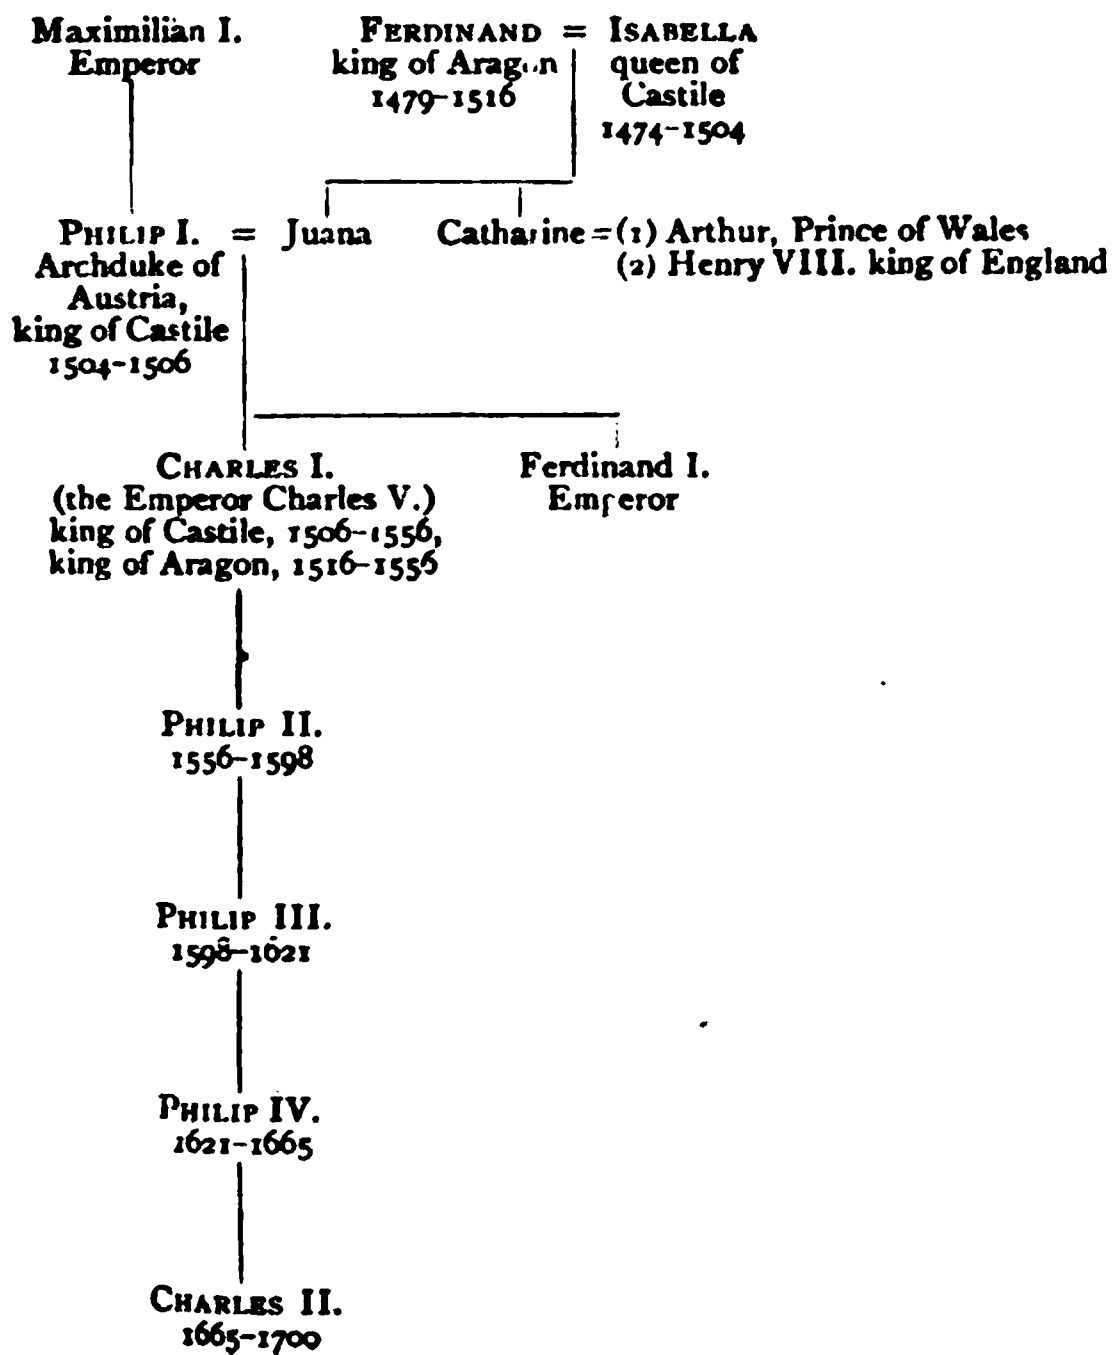 Maximilian I.
Emperor
FERDINAND = ISABELLA
king of Aragon
1479-1516
queen of
Castile
1474-1504
PHILIP I. = Juana
Archduke of
Austria,
king of Castile
1504-1506
Catharine=(1) Arthur, Prince of Wales
(2) Henry VIII. king of England
CHARLES I.
(the Emperor Charles V.)
king of Castile, 1506-1556,
king of Aragon, 1516-1556
Ferdinand I.
Emperor
PHILIP II.
1556-1598
PHILIP III.
1598-1621
PHILIP IV.
1621-1665
CHARLES II.
1665-1700